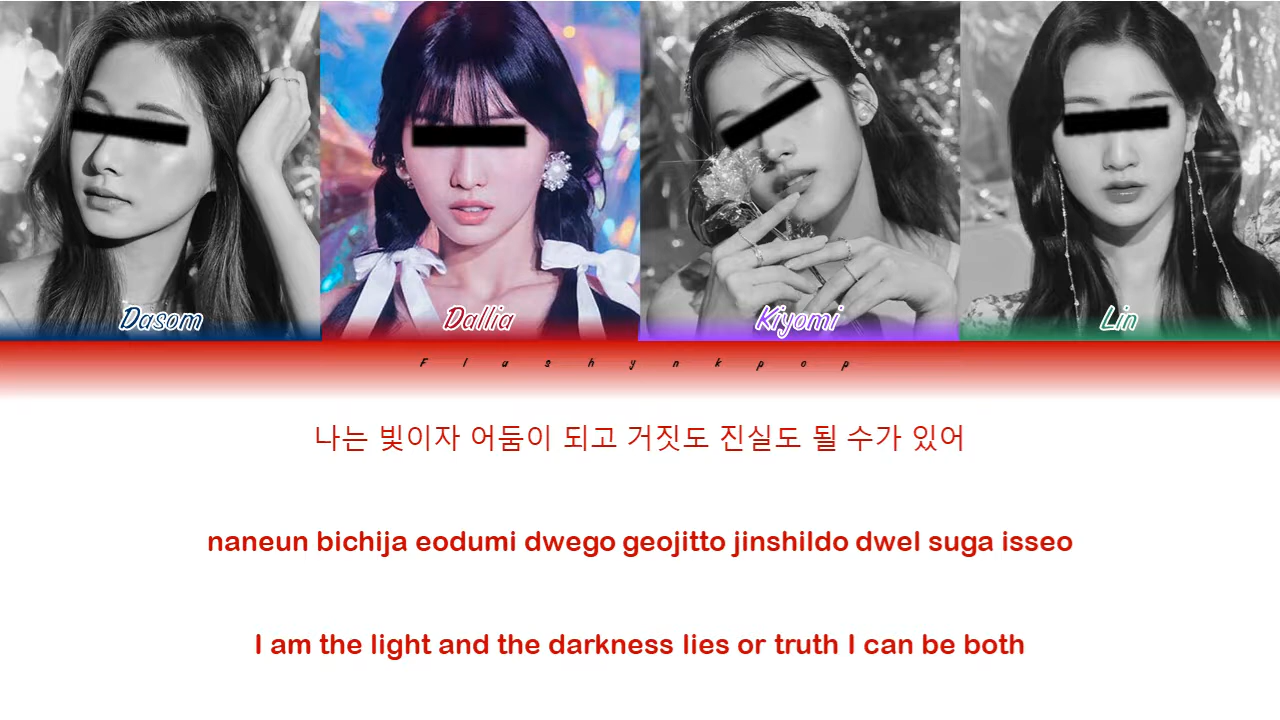 Dasom
Dallia
Kiyomi
Lin
Flashynkpop
나는 빛이자 어둠이 되고 거짓도 진실도 될 수가 있어
naneun bichija eodumi dwego geojitto jinshildo dwel suga isseo
I am the light and the darkness lies or truth I can be both